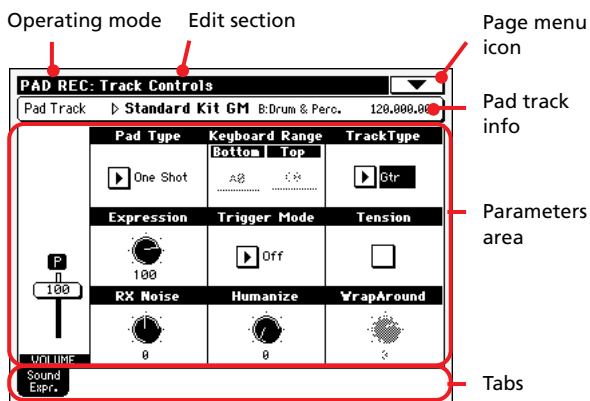 Operating mode Edit section Page menu icon
PAD REC: Track Controls
Pad Track Standard Kit GM B:Drum & Perc. 120.000.00
Pad track info
Pad Type Keyboard Range TrackType
Bottom Top
One Shot Gtr
Parameters area
Expression Trigger Mode Tension
100 Off
P
100
RX Noise Humanize WrapAround
0 0
VOLUME
Sound Expr.
Tabs